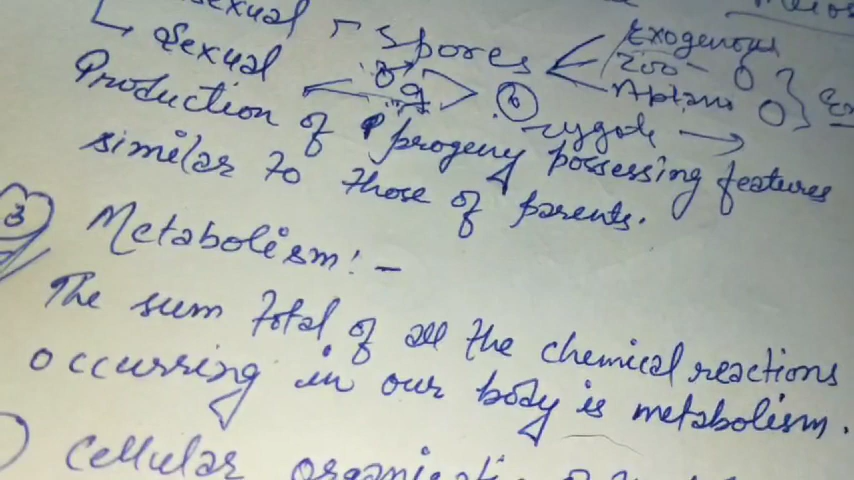 Sexual
Spores
Exogenous
Zoo
Aplano
♂ ♀
zygote
Production of progeny possessing features
similar to those of parents.
3
Metabolism: -
The sum total of all the chemical reactions
occurring in our body is metabolism.
Cellular